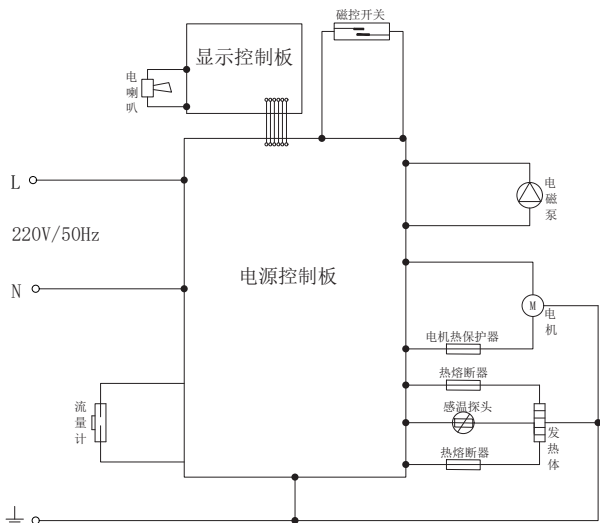 磁控开关
显示控制板
电喇叭
L
220V/50Hz
N
电源控制板
电磁泵
M
电机
电机热保护器
热熔断器
感温探头
热熔断器
发热体
流量计